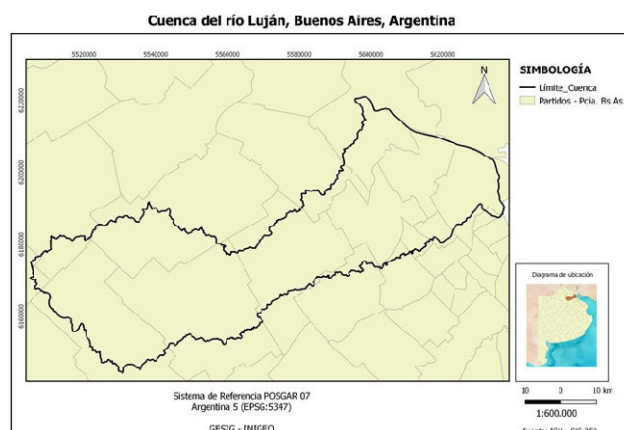 Cuenca del río Luján, Buenos Aires, Argentina
5520000 5540000 5560000 5580000 5600000 5620000
6220000
6200000
6180000
6160000
N
SIMBOLOGÍA
Límite_Cuenca
Partidos - Pcia. Bs As
Diagrama de ubicación
10 0 10 km
1:600.000
Sistema de Referencia POSGAR 07
Argentina 5 (EPSG:5347)
GESIG - INIGEO